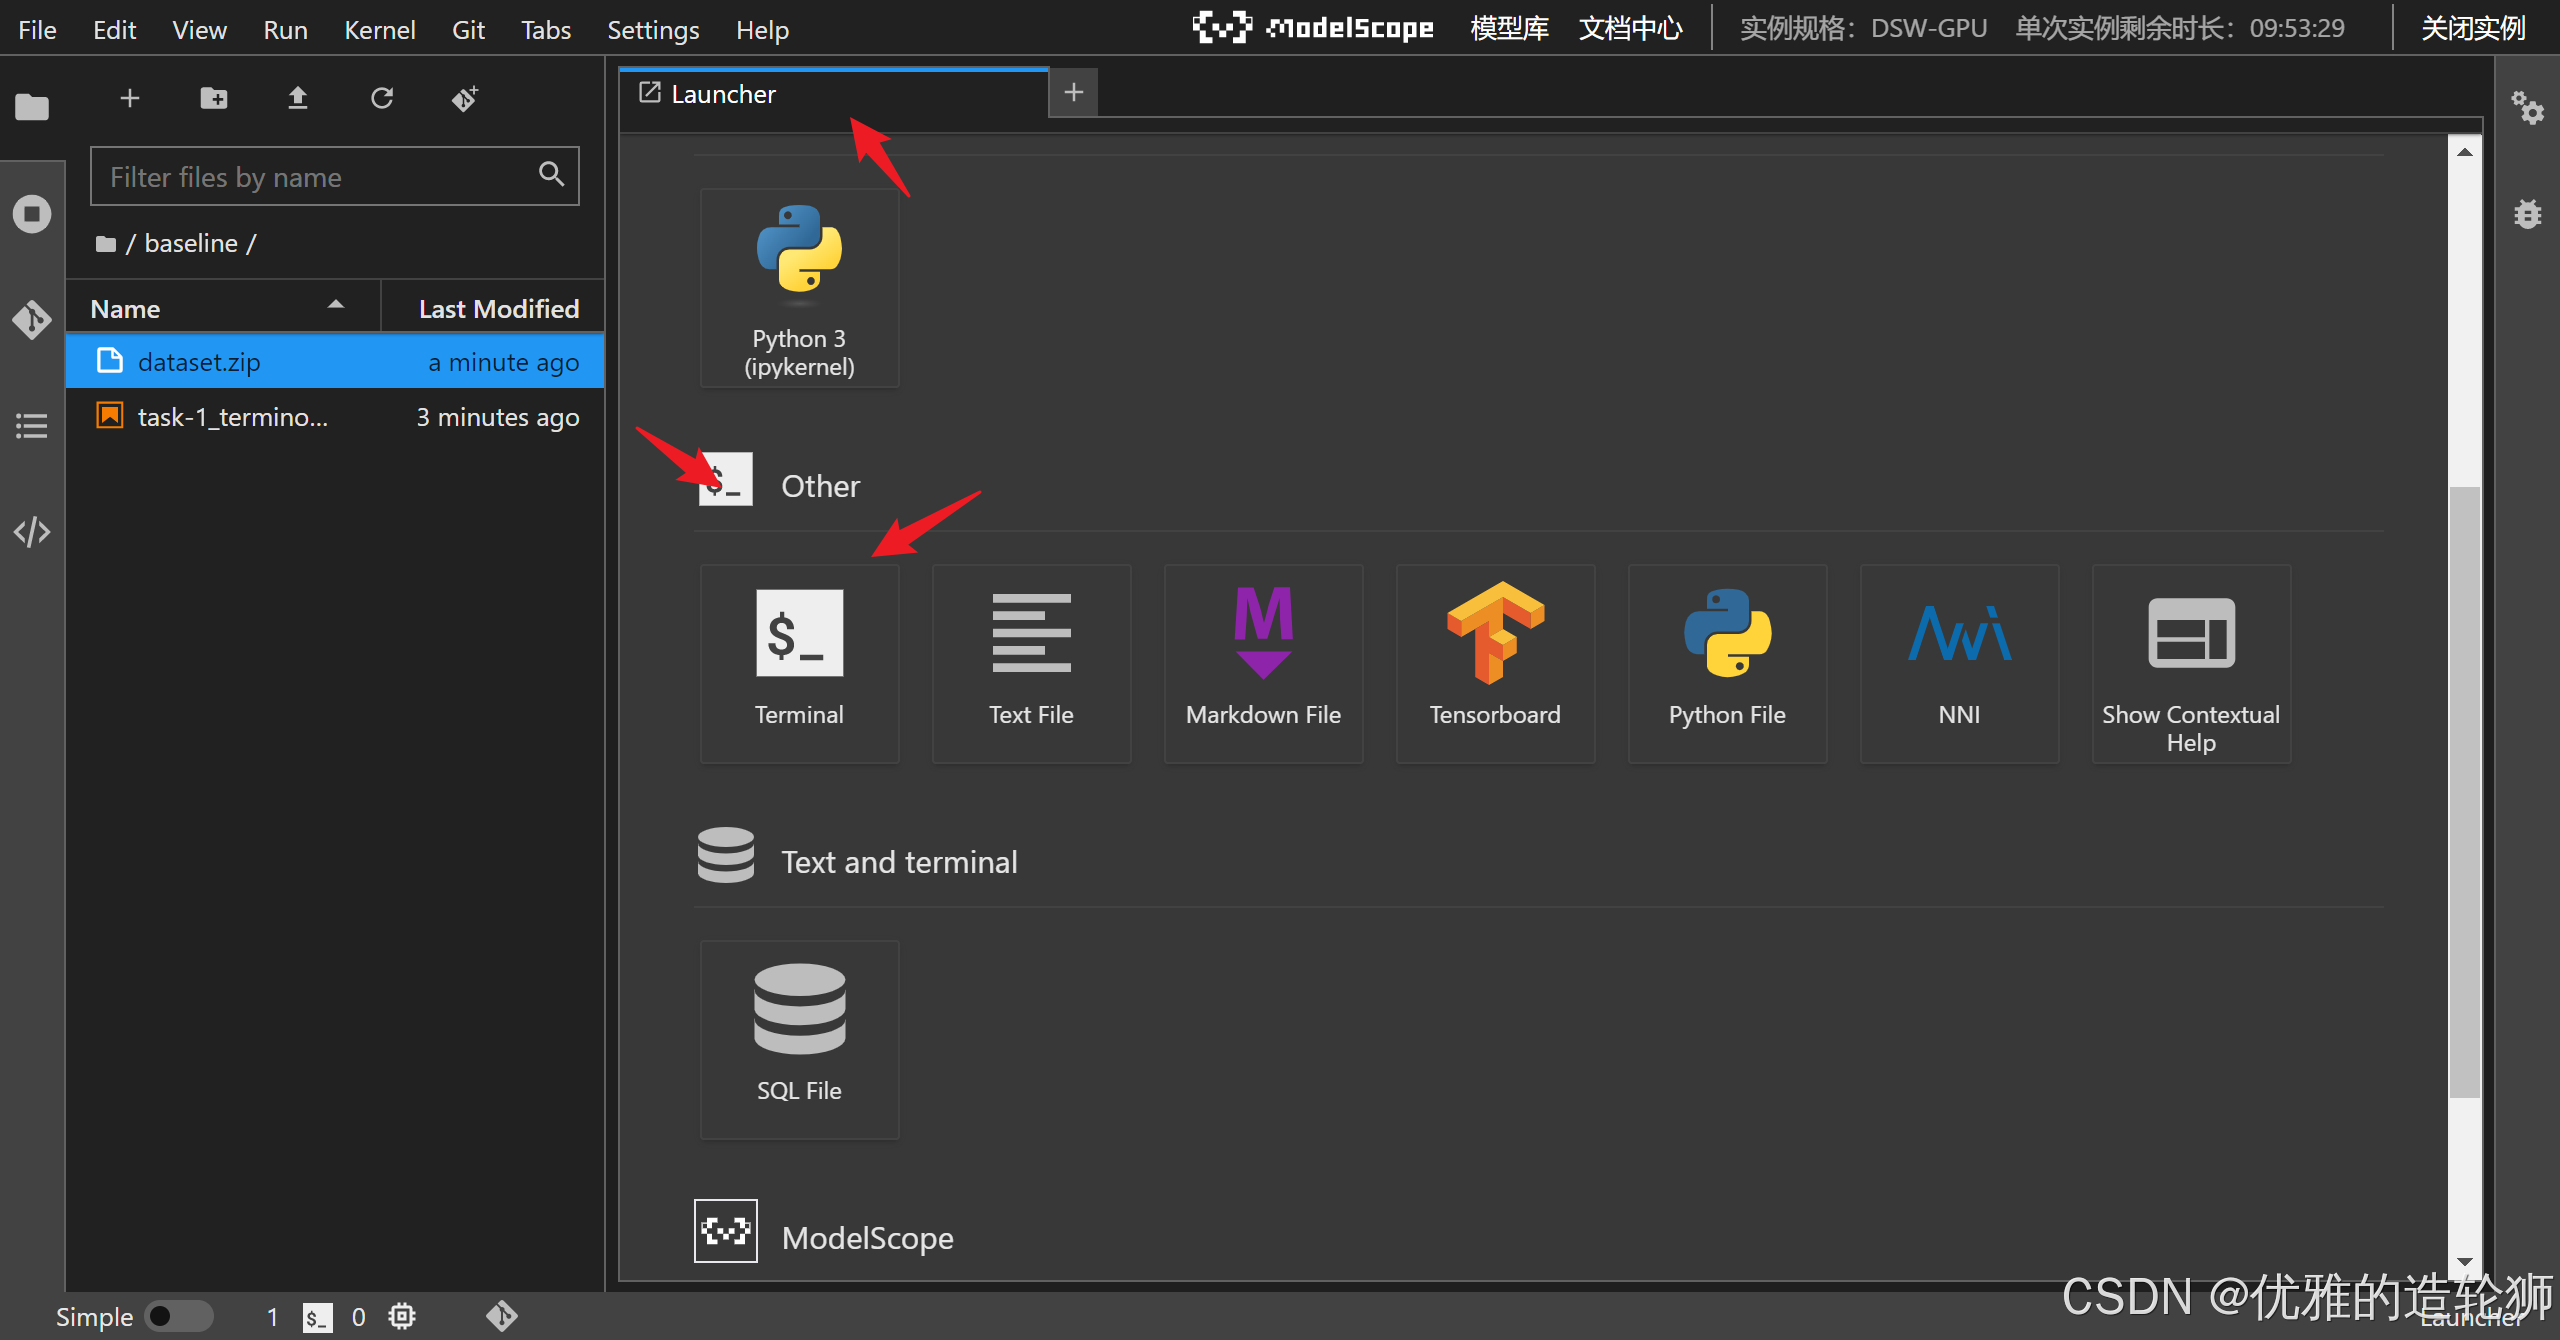 File Edit View Run Kernel Git Tabs Settings Help
ModelScope 模型库 文档中心 实例规格：DSW-GPU 单次实例剩余时长：09:53:29 关闭实例
Launcher
Filter files by name
/ baseline /
Name Last Modified
dataset.zip a minute ago
task-1_termino... 3 minutes ago
Python 3
(ipykernel)
$_ Other
$_
Terminal
Text File
Markdown File
Tensorboard
Python File
NNI
Show Contextual
Help
Text and terminal
SQL File
ModelScope
Simple 1 $_ 0
Launcher
CSDN @优雅的造轮狮